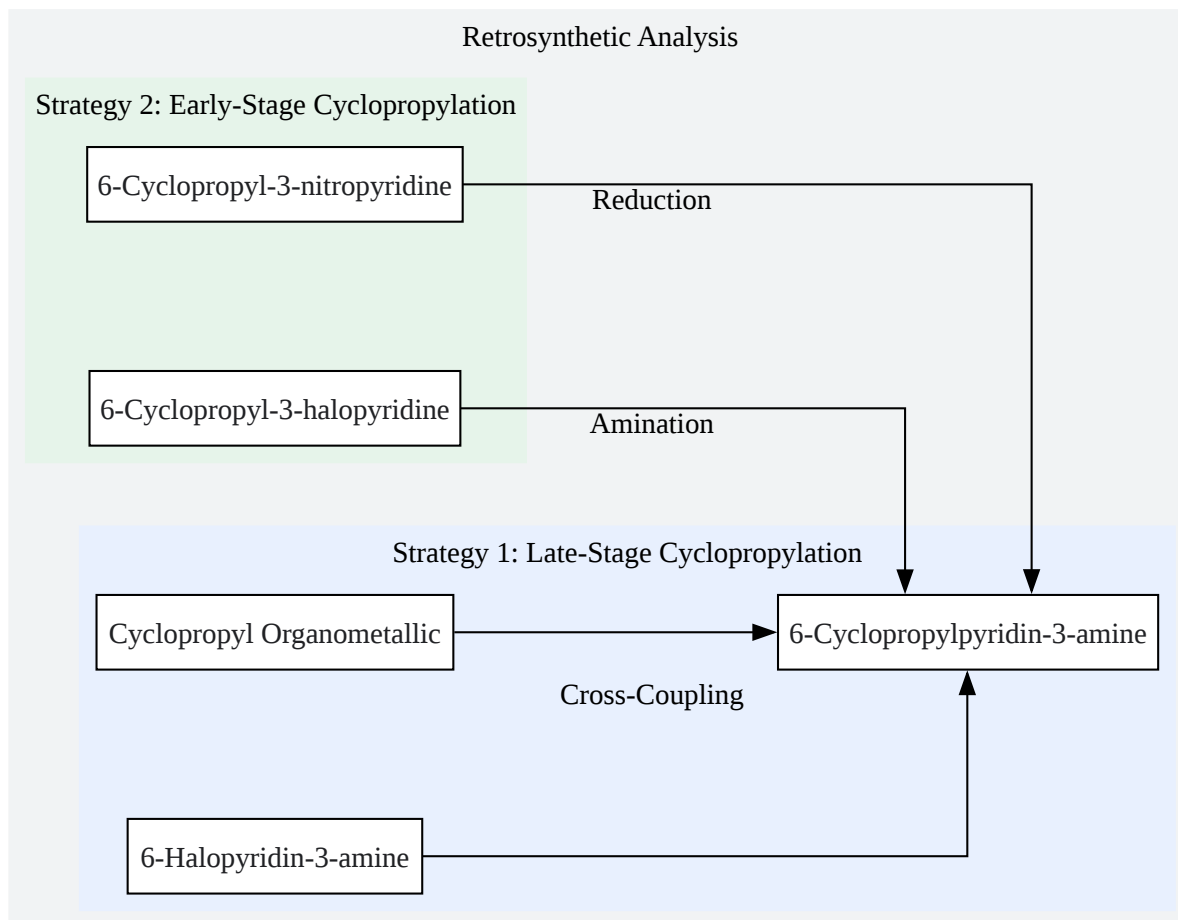 Retrosynthetic Analysis
Strategy 2: Early-Stage Cyclopropylation
6-Cyclopropyl-3-nitropyridine
Reduction
6-Cyclopropyl-3-halopyridine
Amination
Strategy 1: Late-Stage Cyclopropylation
Cyclopropyl Organometallic
6-Cyclopropylpyridin-3-amine
Cross-Coupling
6-Halopyridin-3-amine